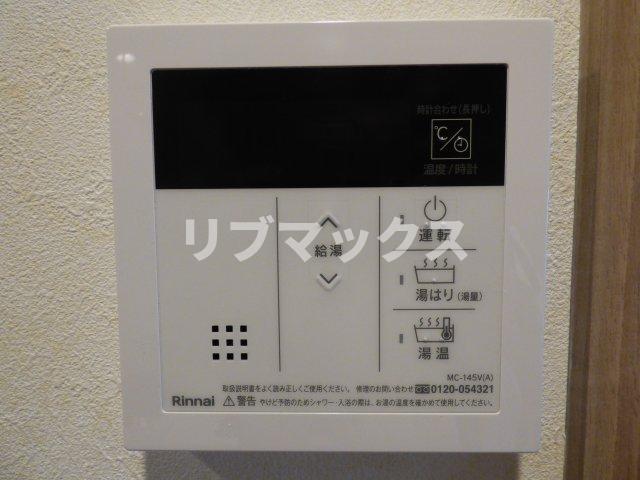 時計合わせ(長押し)
℃/
温度/時計
運転
リブマックス
給湯
湯はり(湯量)
湯温
MC-145V(A)
取扱説明書をよく読み正しくご使用ください。 修理のお問い合わせ 0120-054321
Rinnai ⚠警告 やけど予防のためシャワー・入浴の際は、お湯の温度を確かめて使用してください。